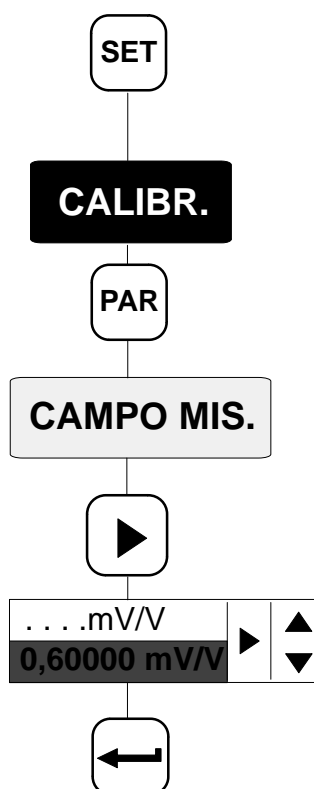 SET
CALIBR.
PAR
CAMPO MIS.
. . . .mV/V
0,60000 mV/V